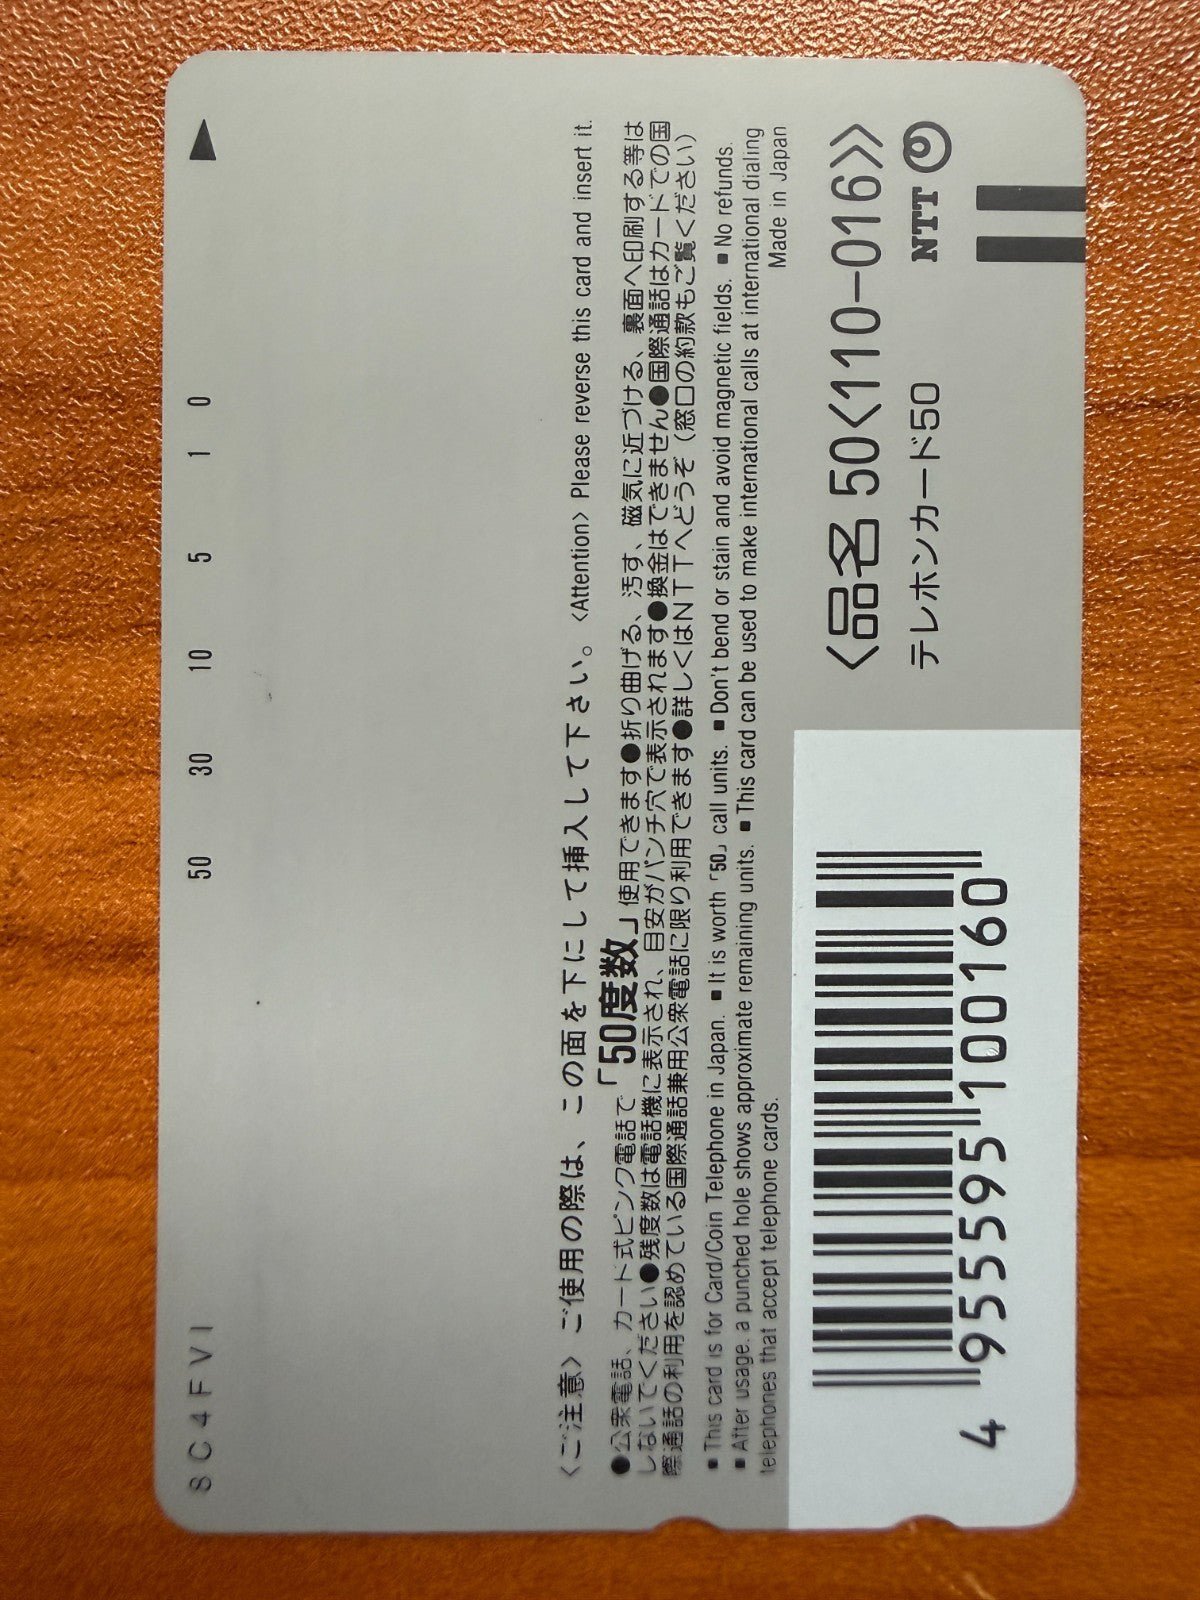 8C4FV1
50 30 10 5 1 0
〈ご注意〉ご使用の際は、この面を下にして挿入して下さい。〈Attention〉Please reverse this card and insert it.
●公衆電話、カード式ピンク電話で「50度数」使用できます●折り曲げる、汚す、磁気に近づける、裏面へ印刷する等は
しないでください●残度数は電話機に表示され、目安がパンチ穴で表示されます●換金はできません●国際通話はカードでの国
際通話の利用を認めている国際通話兼用公衆電話に限り利用できます●詳しくはNTTへどうぞ（窓口の約款もご覧ください）
■This card is for Card/Coin Telephone in Japan. ■It is worth「50」call units. ■Don't bend or stain and avoid magnetic fields. ■No refunds.
■After usage, a punched hole shows approximate remaining units. ■This card can be used to make international calls at international dialing
telephones that accept telephone cards. Made in Japan
〈品名 50〈110-016〉〉
テレホンカード50 NTT
4 955595 100160